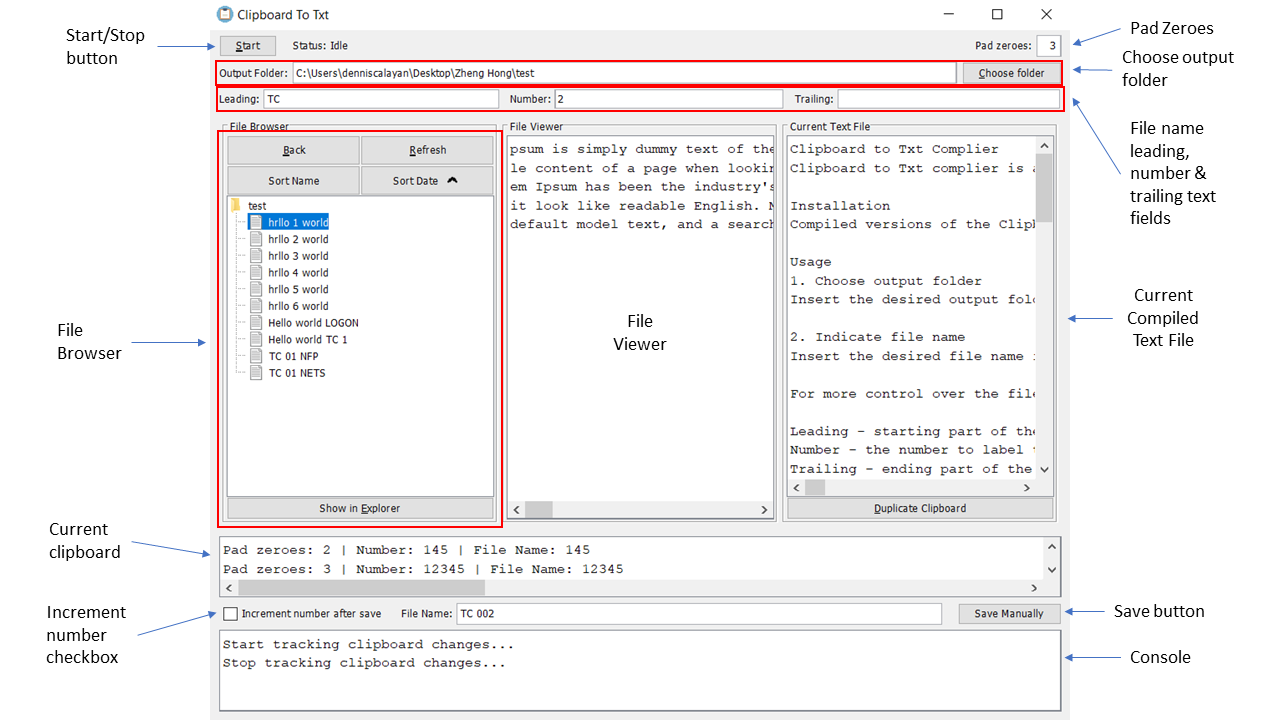 Clipboard To Txt
Start/Stop
button
Start
Status: Idle
Pad zeroes:
3
Pad Zeroes
Output Folder:
C:\Users\denniscalayan\Desktop\Zheng Hong\test
Choose folder
Choose output
folder
Leading:
TC
Number:
2
Trailing:
File name
leading,
number &
trailing text
fields
File Browser
Back
Refresh
Sort Name
Sort Date
test
hrllo 1 world
hrllo 2 world
hrllo 3 world
hrllo 4 world
hrllo 5 world
hrllo 6 world
Hello world LOGON
Hello world TC 1
TC 01 NFP
TC 01 NETS
Show in Explorer
File
Browser
File Viewer
psum is simply dummy text of the
le content of a page when lookin
em Ipsum has been the industry's
it look like readable English. M
default model text, and a search
File
Viewer
Current Text File
Clipboard to Txt Complier
Clipboard to Txt complier is a
Installation
Compiled versions of the Clipb
Usage
1. Choose output folder
Insert the desired output fold
2. Indicate file name
Insert the desired file name i
For more control over the file
Leading - starting part of the
Number - the number to label t
Trailing - ending part of the
Duplicate Clipboard
Current
Compiled
Text File
Current
clipboard
Pad zeroes: 2 | Number: 145 | File Name: 145
Pad zeroes: 3 | Number: 12345 | File Name: 12345
Increment
number
checkbox
Increment number after save
File Name:
TC 002
Save Manually
Save button
Start tracking clipboard changes...
Stop tracking clipboard changes...
Console